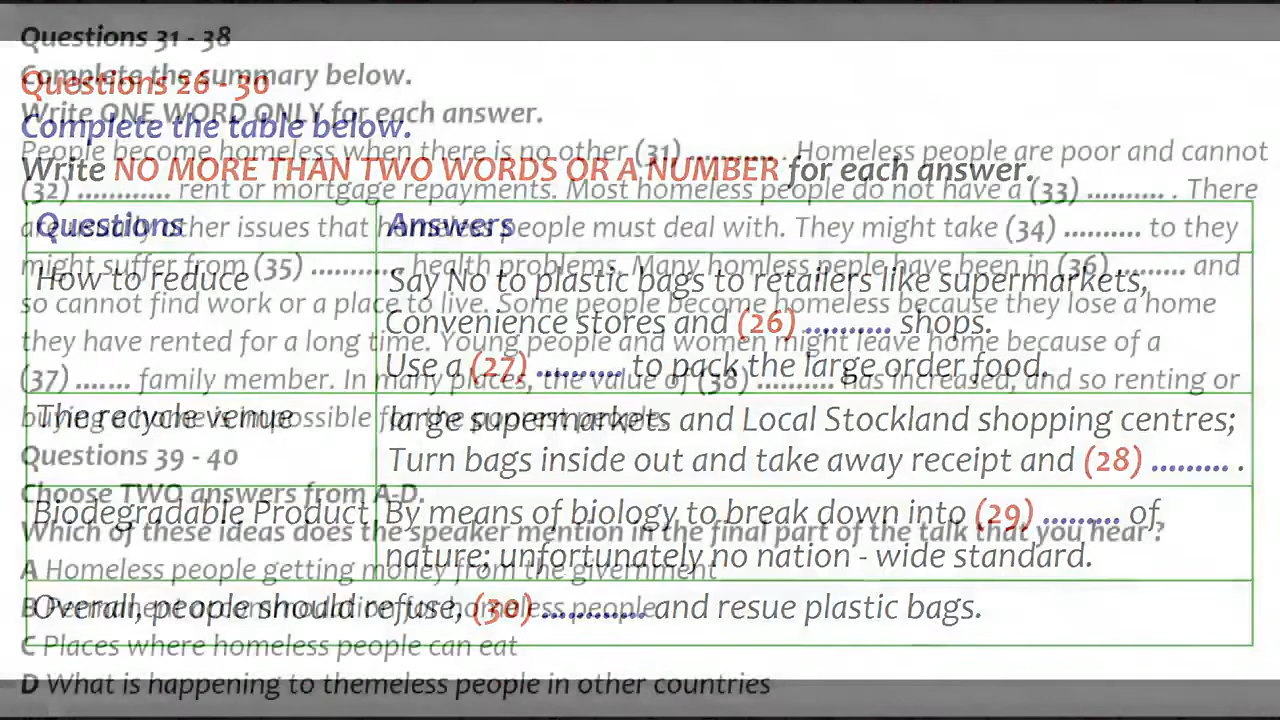 Questions 31 - 38
Complete the summary below.
Write ONE WORD ONLY for each answer.
People become homeless when there is no other (31) ............ . Homeless people are poor and cannot
(32) ............ rent or mortgage repayments. Most homeless people do not have a (33) .......... . There
are other issues that people must deal with. They might take (34) .......... to they
might suffer from (35) ........... health problems. Many homless peple have been in (36) ......... and
so cannot find work or a place to live. Some people become homeless because they lose a home
they have rented for a long time. Young people and women might leave home because of a
(37) ....... family member. In many places, the value of (38) .......... has increased, and so renting or
buying impossible for the people.
Questions 39 - 40
Choose TWO answers from A-D.
Which of these ideas does the speaker mention in the final part of the talk that you hear?
A Homeless people getting money from the givernment
B for homeless people
C Places where homeless people can eat
D What is happening to themeless people in other countries
Questions 26 - 30
Complete the table below.
Write NO MORE THAN TWO WORDS OR A NUMBER for each answer.
Questions Answers
How to reduce Say No to plastic bags to retailers like supermarkets,
Convenience stores and (26) .......... shops.
Use a (27) .......... to pack the large order food.
The recycle venue large supermarkets and Local Stockland shopping centres;
Turn bags inside out and take away receipt and (28) ......... .
Biodegradable Product By means of biology to break down into (29) ......... of
nature; unfortunately no nation - wide standard.
Overall, people should refuse, (30) ............ and resue plastic bags.